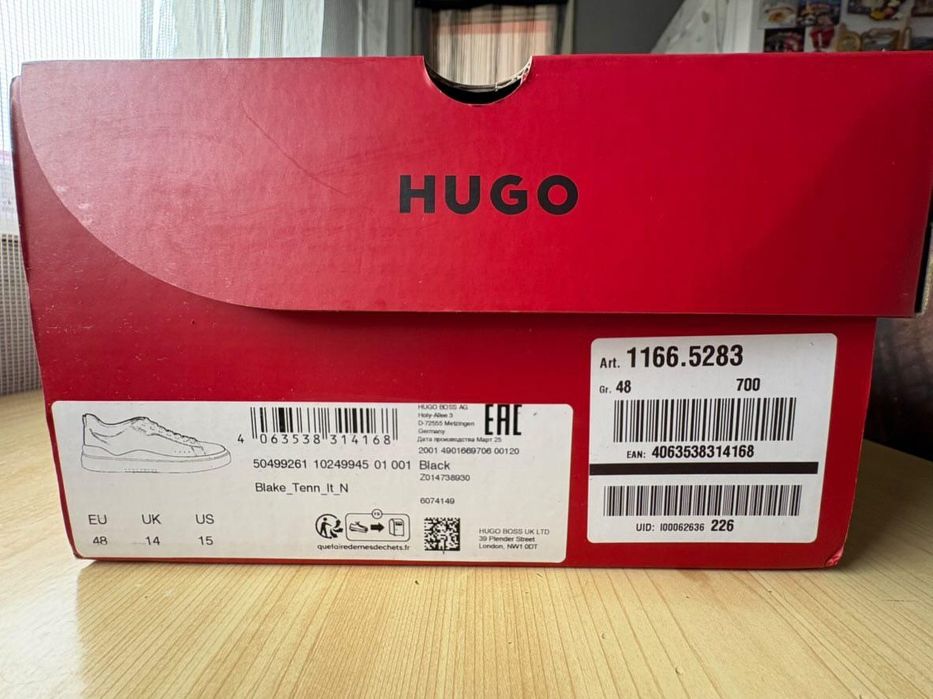 HUGO
Art. 1166.5283
Gr. 48 700
EAN: 4063538314168
UID: I00062636 226
4 063538 314168
HUGO BOSS AG
Holy-Allee 3
D-72555 Metzingen
Germany
Дата производства Март 25
EAC
2001 4901669706 00120
50499261 10249945 01 001 Black
Z014738930
Blake_Tenn_lt_N
6074149
EU UK US
48 14 15
FR
quefairedemesdechets.fr
HUGO BOSS UK LTD
39 Plender Street
London, NW1 0DT